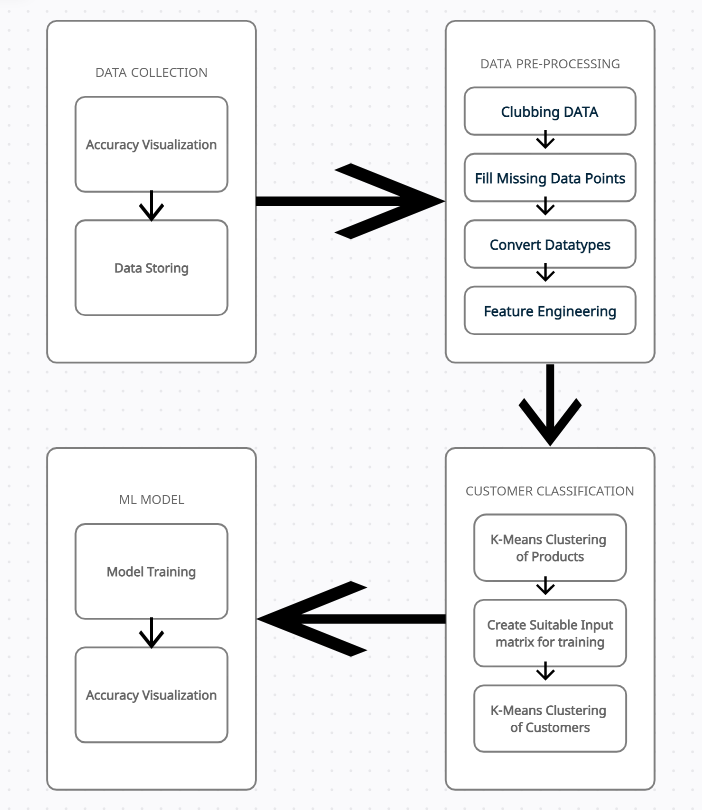 DATA COLLECTION
Accuracy Visualization
Data Storing
DATA PRE-PROCESSING
Clubbing DATA
Fill Missing Data Points
Convert Datatypes
Feature Engineering
CUSTOMER CLASSIFICATION
K-Means Clustering
of Products
Create Suitable Input
matrix for training
K-Means Clustering
of Customers
ML MODEL
Model Training
Accuracy Visualization